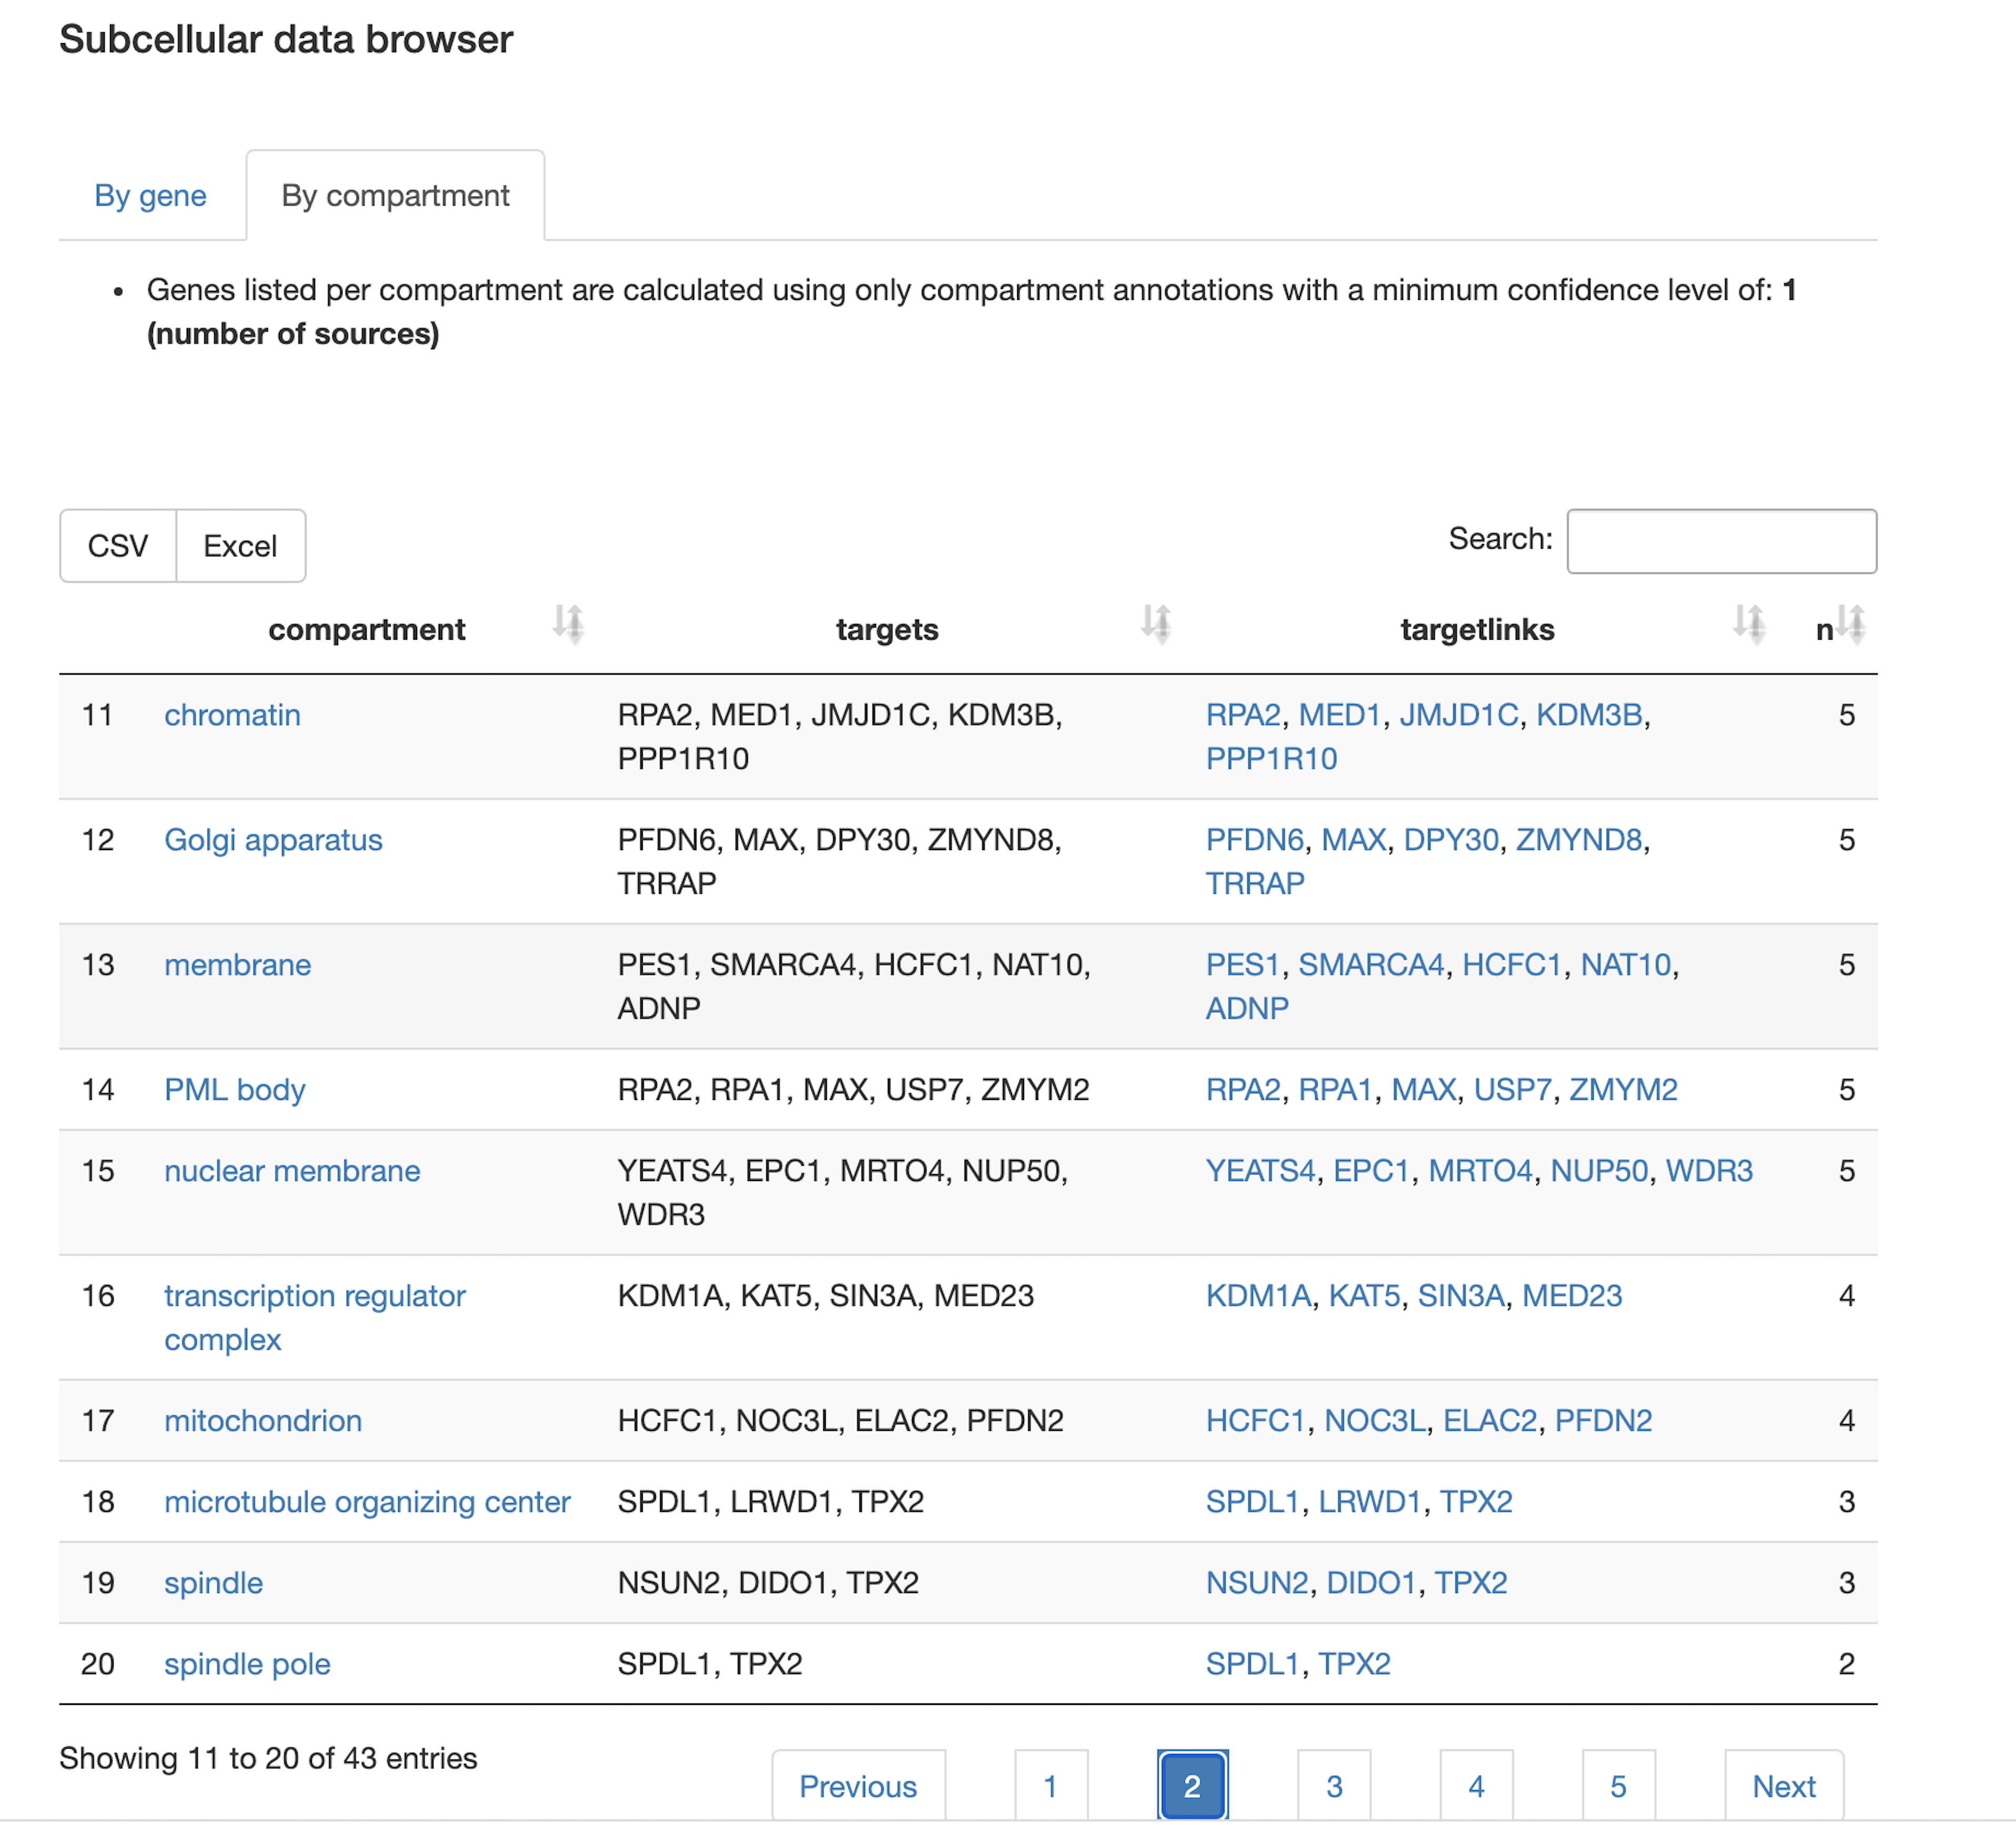 Subcellular data browser
By gene By compartment
• Genes listed per compartment are calculated using only compartment annotations with a minimum confidence level of: 1
(number of sources)
CSV Excel Search:
compartment targets targetlinks n
11 chromatin RPA2, MED1, JMJD1C, KDM3B, RPA2, MED1, JMJD1C, KDM3B, 5
PPP1R10 PPP1R10
12 Golgi apparatus PFDN6, MAX, DPY30, ZMYND8, PFDN6, MAX, DPY30, ZMYND8, 5
TRRAP TRRAP
13 membrane PES1, SMARCA4, HCFC1, NAT10, PES1, SMARCA4, HCFC1, NAT10, 5
ADNP ADNP
14 PML body RPA2, RPA1, MAX, USP7, ZMYM2 RPA2, RPA1, MAX, USP7, ZMYM2 5
15 nuclear membrane YEATS4, EPC1, MRTO4, NUP50, YEATS4, EPC1, MRTO4, NUP50, WDR3 5
WDR3
16 transcription regulator KDM1A, KAT5, SIN3A, MED23 KDM1A, KAT5, SIN3A, MED23 4
complex
17 mitochondrion HCFC1, NOC3L, ELAC2, PFDN2 HCFC1, NOC3L, ELAC2, PFDN2 4
18 microtubule organizing center SPDL1, LRWD1, TPX2 SPDL1, LRWD1, TPX2 3
19 spindle NSUN2, DIDO1, TPX2 NSUN2, DIDO1, TPX2 3
20 spindle pole SPDL1, TPX2 SPDL1, TPX2 2
Showing 11 to 20 of 43 entries
Previous 1 2 3 4 5 Next